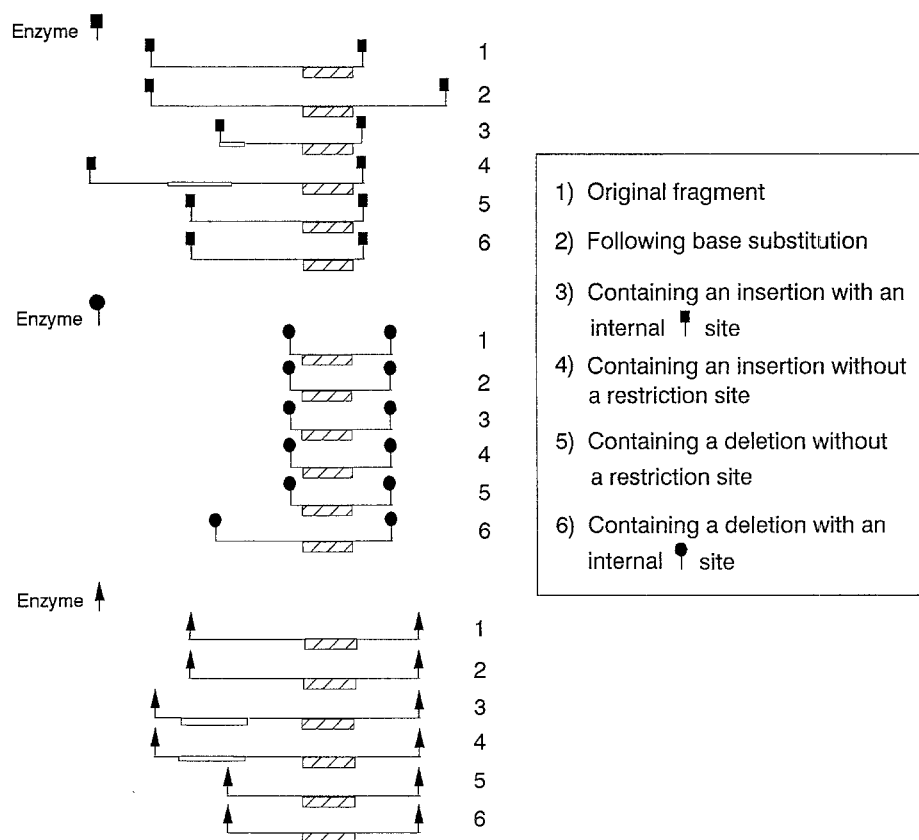 Enzyme
1
2
3
4
5
6
Enzyme
1
2
3
4
5
6
Enzyme
1
2
3
4
5
6
1) Original fragment
2) Following base substitution
3) Containing an insertion with an
internal site
4) Containing an insertion without
a restriction site
5) Containing a deletion without
a restriction site
6) Containing a deletion with an
internal site